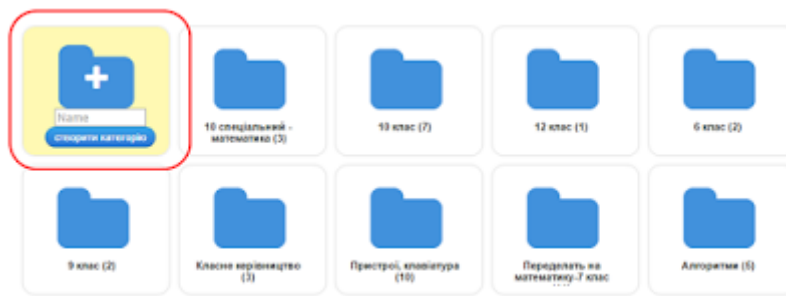 Name
створити категорію
10 спеціальний -
математика (3)
10 клас (7)
12 клас (1)
6 клас (2)
9 клас (2)
Класне керівництво
(3)
Пристрої, клавіатура
(10)
Переделать на
математику-7 клас
Алгоритми (5)